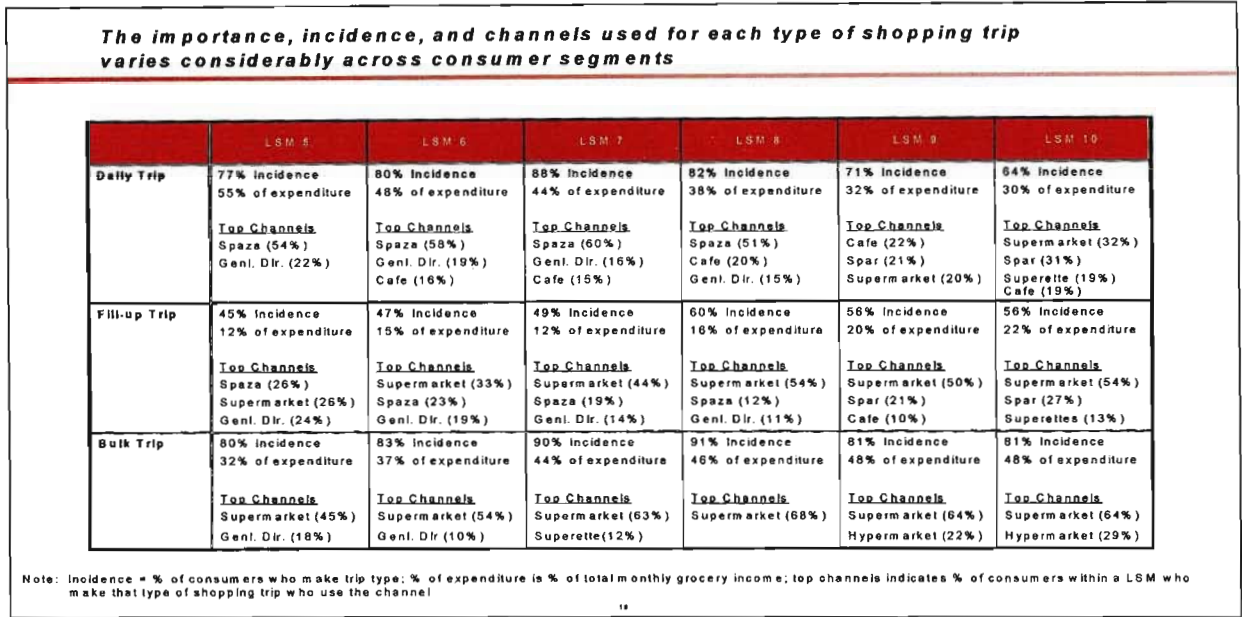 The importance, incidence, and channels used for each type of shopping trip
varies considerably across consumer segments
LSM 5 LSM 6 LSM 7 LSM 8 LSM 9 LSM 10
Daily Trip 77% Incidence 80% Incidence 88% Incidence 82% Incidence 71% Incidence 64% Incidence
55% of expenditure 48% of expenditure 44% of expenditure 38% of expenditure 32% of expenditure 30% of expenditure
Top Channels Top Channels Top Channels Top Channels Top Channels Top Channels
Spaza (54%) Spaza (58%) Spaza (60%) Spaza (51%) Cafe (22%) Supermarket (32%)
Genl. Dlr. (22%) Genl. Dlr. (19%) Genl. Dlr. (16%) Cafe (20%) Spar (21%) Spar (31%)
Cafe (16%) Cafe (15%) Genl. Dlr. (15%) Supermarket (20%) Superette (19%)
Cafe (19%)
Fill-up Trip 45% Incidence 47% Incidence 49% Incidence 60% Incidence 56% Incidence 56% Incidence
12% of expenditure 15% of expenditure 12% of expenditure 16% of expenditure 20% of expenditure 22% of expenditure
Top Channels Top Channels Top Channels Top Channels Top Channels Top Channels
Spaza (26%) Supermarket (33%) Supermarket (44%) Supermarket (54%) Supermarket (50%) Supermarket (54%)
Supermarket (26%) Spaza (23%) Spaza (19%) Spaza (12%) Spar (21%) Spar (27%)
Genl. Dlr. (24%) Genl. Dlr. (19%) Genl. Dlr. (14%) Genl. Dlr. (11%) Cafe (10%) Superettes (13%)
Bulk Trip 80% Incidence 83% Incidence 90% Incidence 91% Incidence 81% Incidence 81% Incidence
32% of expenditure 37% of expenditure 44% of expenditure 46% of expenditure 48% of expenditure 48% of expenditure
Top Channels Top Channels Top Channels Top Channels Top Channels Top Channels
Supermarket (45%) Supermarket (54%) Supermarket (63%) Supermarket (68%) Supermarket (64%) Supermarket (64%)
Genl. Dlr. (18%) Genl. Dlr (10%) Superette(12%) Hypermarket (22%) Hypermarket (29%)
Note: Incidence = % of consumers who make trip type; % of expenditure is % of total monthly grocery income; top channels indicates % of consumers within a LSM who
make that type of shopping trip who use the channel